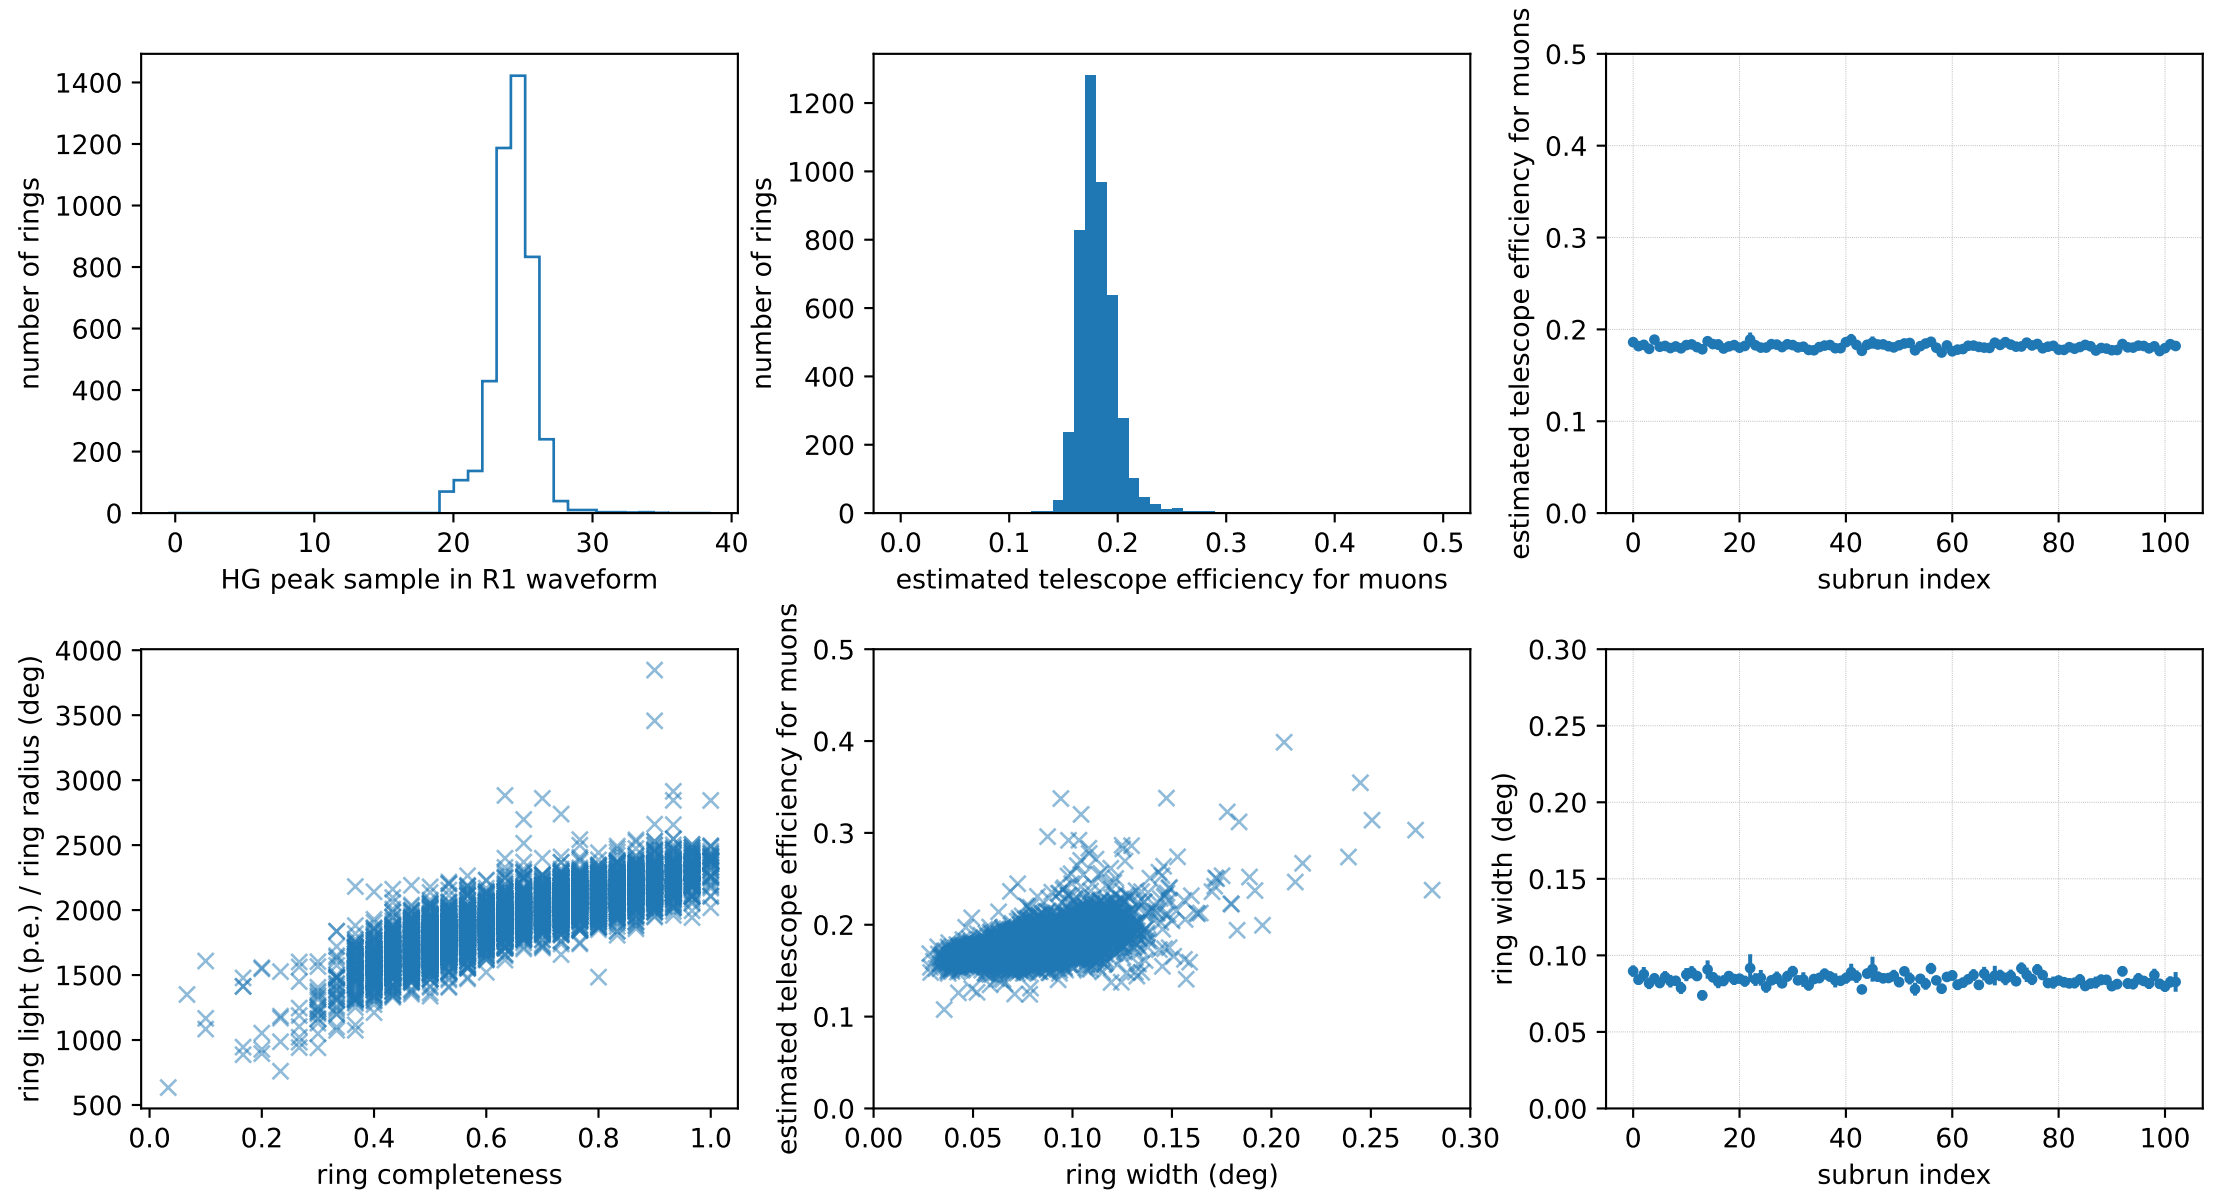 number of rings
1400
1200
1000
800
600
400
200
0
0 10 20 30 40
HG peak sample in R1 waveform
number of rings
1200
1000
800
600
400
200
0
0.0 0.1 0.2 0.3 0.4 0.5
estimated telescope efficiency for muons
estimated telescope efficiency for muons
0.5
0.4
0.3
0.2
0.1
0.0
0 20 40 60 80 100
subrun index
ring light (p.e.) / ring radius (deg)
4000
3500
3000
2500
2000
1500
1000
500
0.0 0.2 0.4 0.6 0.8 1.0
ring completeness
estimated telescope efficiency for muons
0.5
0.4
0.3
0.2
0.1
0.0
0.00 0.05 0.10 0.15 0.20 0.25 0.30
ring width (deg)
ring width (deg)
0.30
0.25
0.20
0.15
0.10
0.05
0.00
0 20 40 60 80 100
subrun index